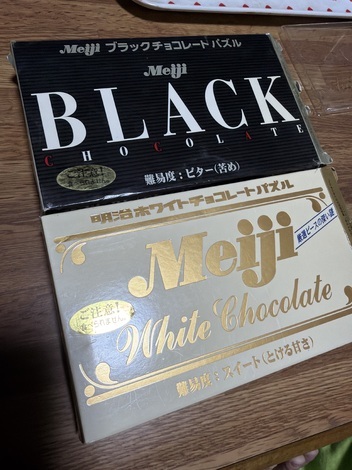 Meiji ブラックチョコレートパズル
Meiji
BLACK
CHOCOLATE
難易度：ビター(苦め)
明治ホワイトチョコレートパズル
Meiji
ご注意!
White Chocolate
難易度：スイート(とける甘さ)